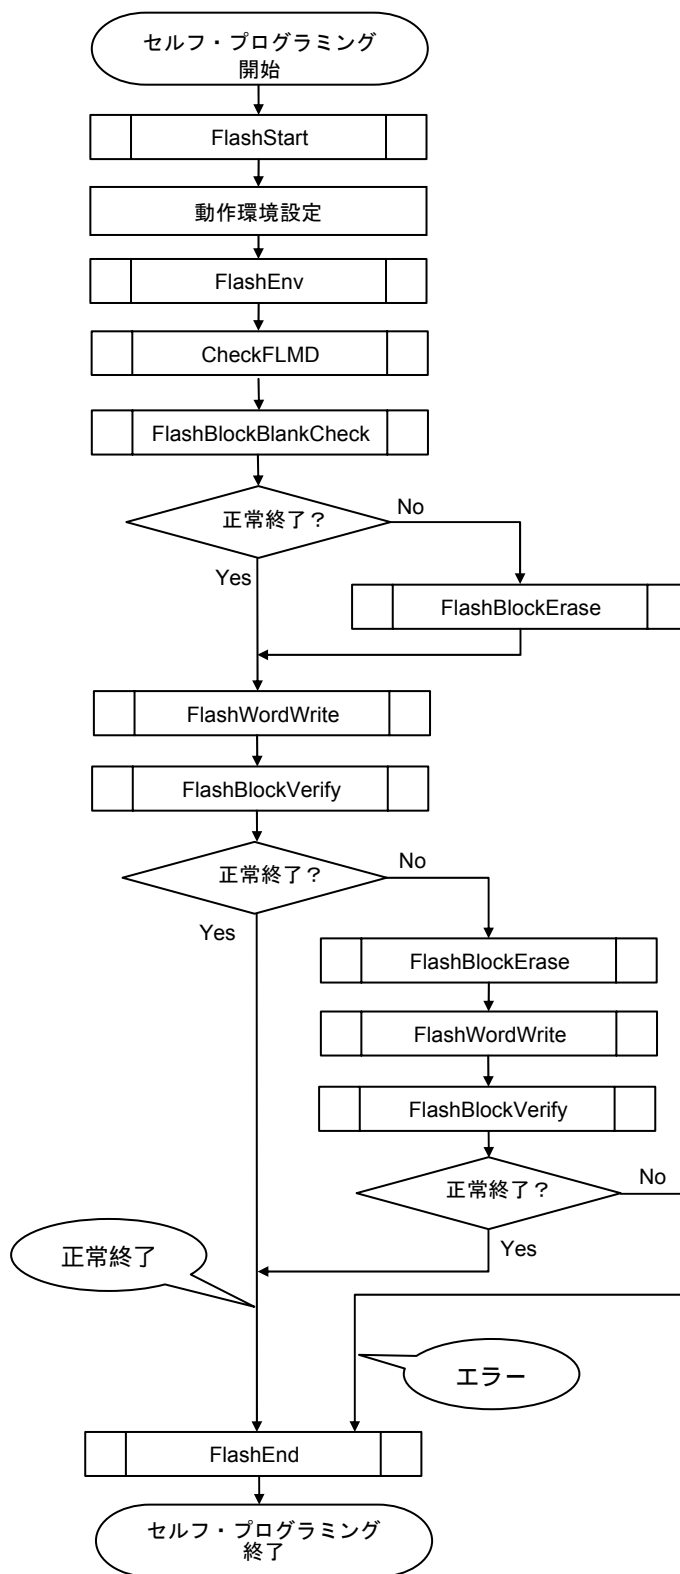 セルフ・プログラミング
開始
FlashStart
動作環境設定
FlashEnv
CheckFLMD
FlashBlockBlankCheck
正常終了？
No
Yes
FlashBlockErase
FlashWordWrite
FlashBlockVerify
正常終了？
No
Yes
FlashBlockErase
FlashWordWrite
FlashBlockVerify
正常終了？
No
Yes
正常終了
エラー
FlashEnd
セルフ・プログラミング
終了